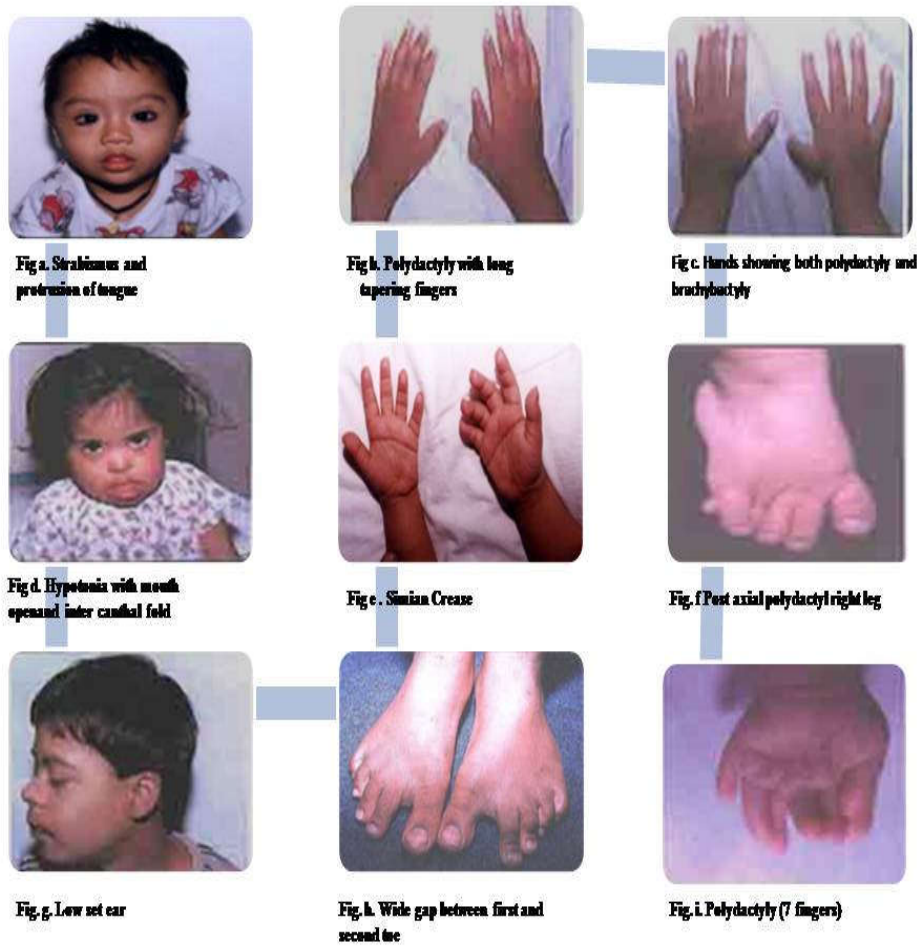 Fig a. Strabismus and
protrusion of tongue
Fig b. Polydactyly with long
tapering fingers
Fig c. Hands showing both polydactyly and
brachybactyly
Fig d. Hypotonia with mouth
openand inter canthal fold
Fig e . Simian Crease
Fig. f Post axial polydactyl right leg
Fig. g. Low set ear
Fig. h. Wide gap between first and
second toe
Fig. i. Polydactyly (7 fingers)